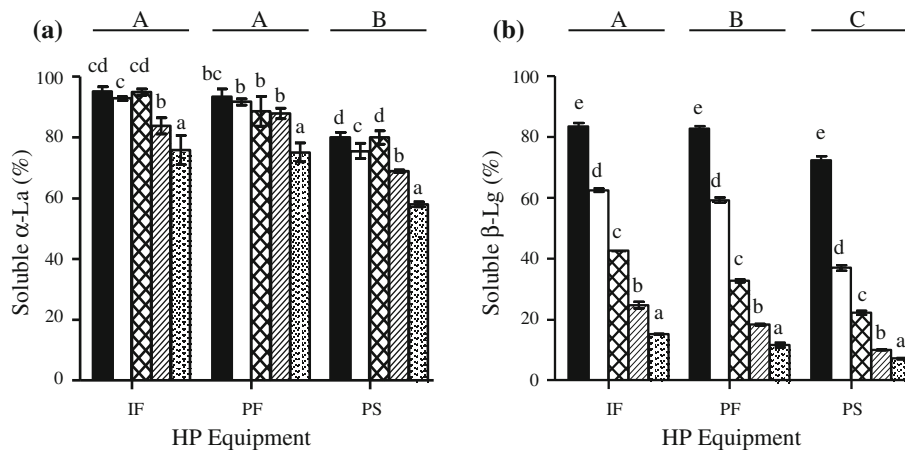 (a)
A A B
Soluble α-La (%)
100
80
60
40
20
0
cd c cd b a
bc b b b a
d c d b a
IF PF PS
HP Equipment
(b)
A B C
Soluble β-Lg (%)
100
80
60
40
20
0
e d c b a
e d c b a
e d c b a
IF PF PS
HP Equipment